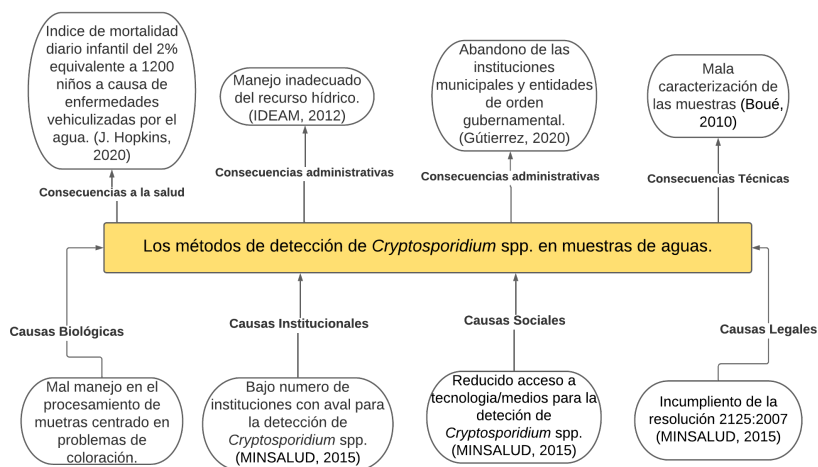 Indice de mortalidad
diario infantil del 2%
equivalente a 1200
niños a causa de
enfermedades
vehiculizadas por el
agua. (J. Hopkins,
2020)
Manejo inadecuado
del recurso hídrico.
(IDEAM, 2012)
Abandono de las
instituciones
municipales y entidades
de orden
gubernamental.
(Gútierrez, 2020)
Mala
caracterización de
las muestras (Boué,
2010)
Consecuencias a la salud
Consecuencias administrativas
Consecuencias administrativas
Consecuencias Técnicas
Los métodos de detección de Cryptosporidium spp. en muestras de aguas.
Causas Biológicas
Causas Institucionales
Causas Sociales
Causas Legales
Mal manejo en el
procesamiento de
muetras centrado en
problemas de
coloración.
Bajo numero de
instituciones con aval para
la detección de
Cryptosporidium spp.
(MINSALUD, 2015)
Reducido acceso a
tecnologia/medios para la
deteción de
Cryptosporidium spp.
(MINSALUD, 2015)
Incumpliento de la
resolución 2125:2007
(MINSALUD, 2015)